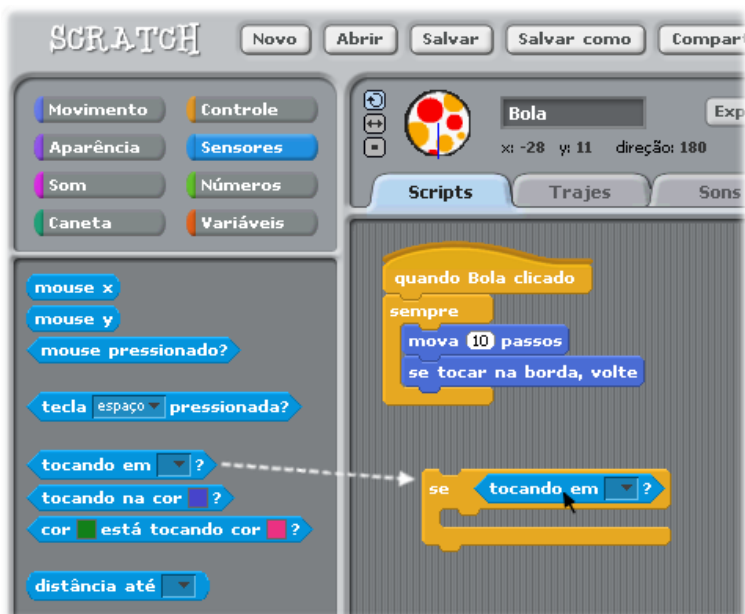 SCRATCH Novo Abrir Salvar Salvar como Compart
Movimento Controle
Aparência Sensores
Som Números
Caneta Variáveis
Bola Exp
x: -28 y: 11 direção: 180
Scripts Trajes Sons
mouse x
mouse y
mouse pressionado?
tecla espaço pressionada?
tocando em ?
tocando na cor ?
cor está tocando cor ?
distância até
quando Bola clicado
sempre
mova 10 passos
se tocar na borda, volte
se tocando em ?